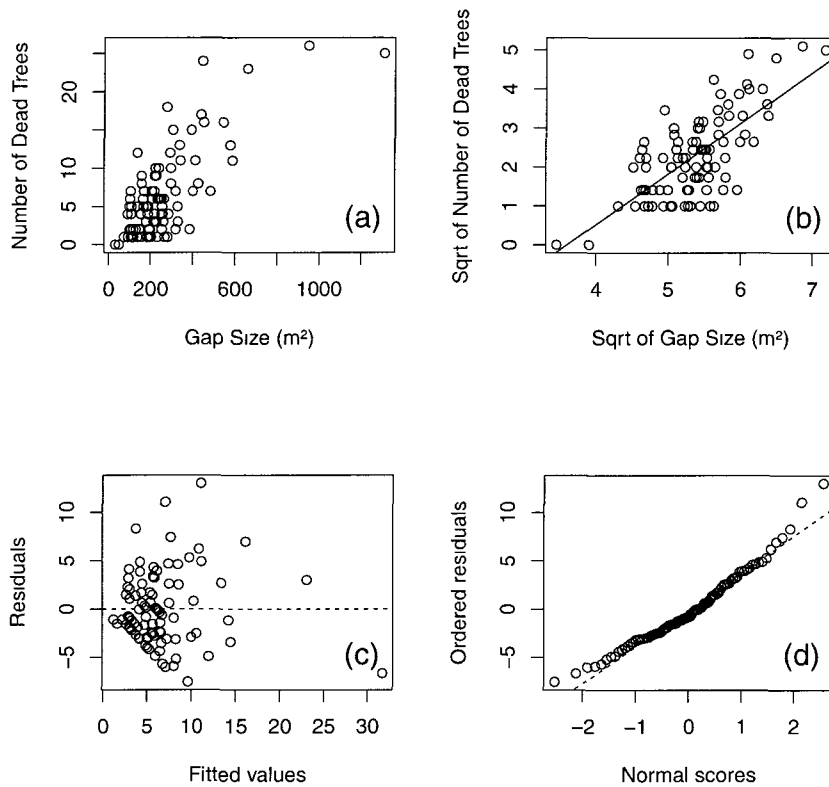 Number of Dead Trees
20
10
5
0
(a)
0 200 600 1000
Gap Size (m²)
Sqrt of Number of Dead Trees
5
4
3
2
1
0
(b)
4 5 6 7
Sqrt of Gap Size (m²)
Residuals
10
5
0
−5
(c)
0 5 10 15 20 25 30
Fitted values
Ordered residuals
10
5
0
−5
(d)
−2 −1 0 1 2
Normal scores